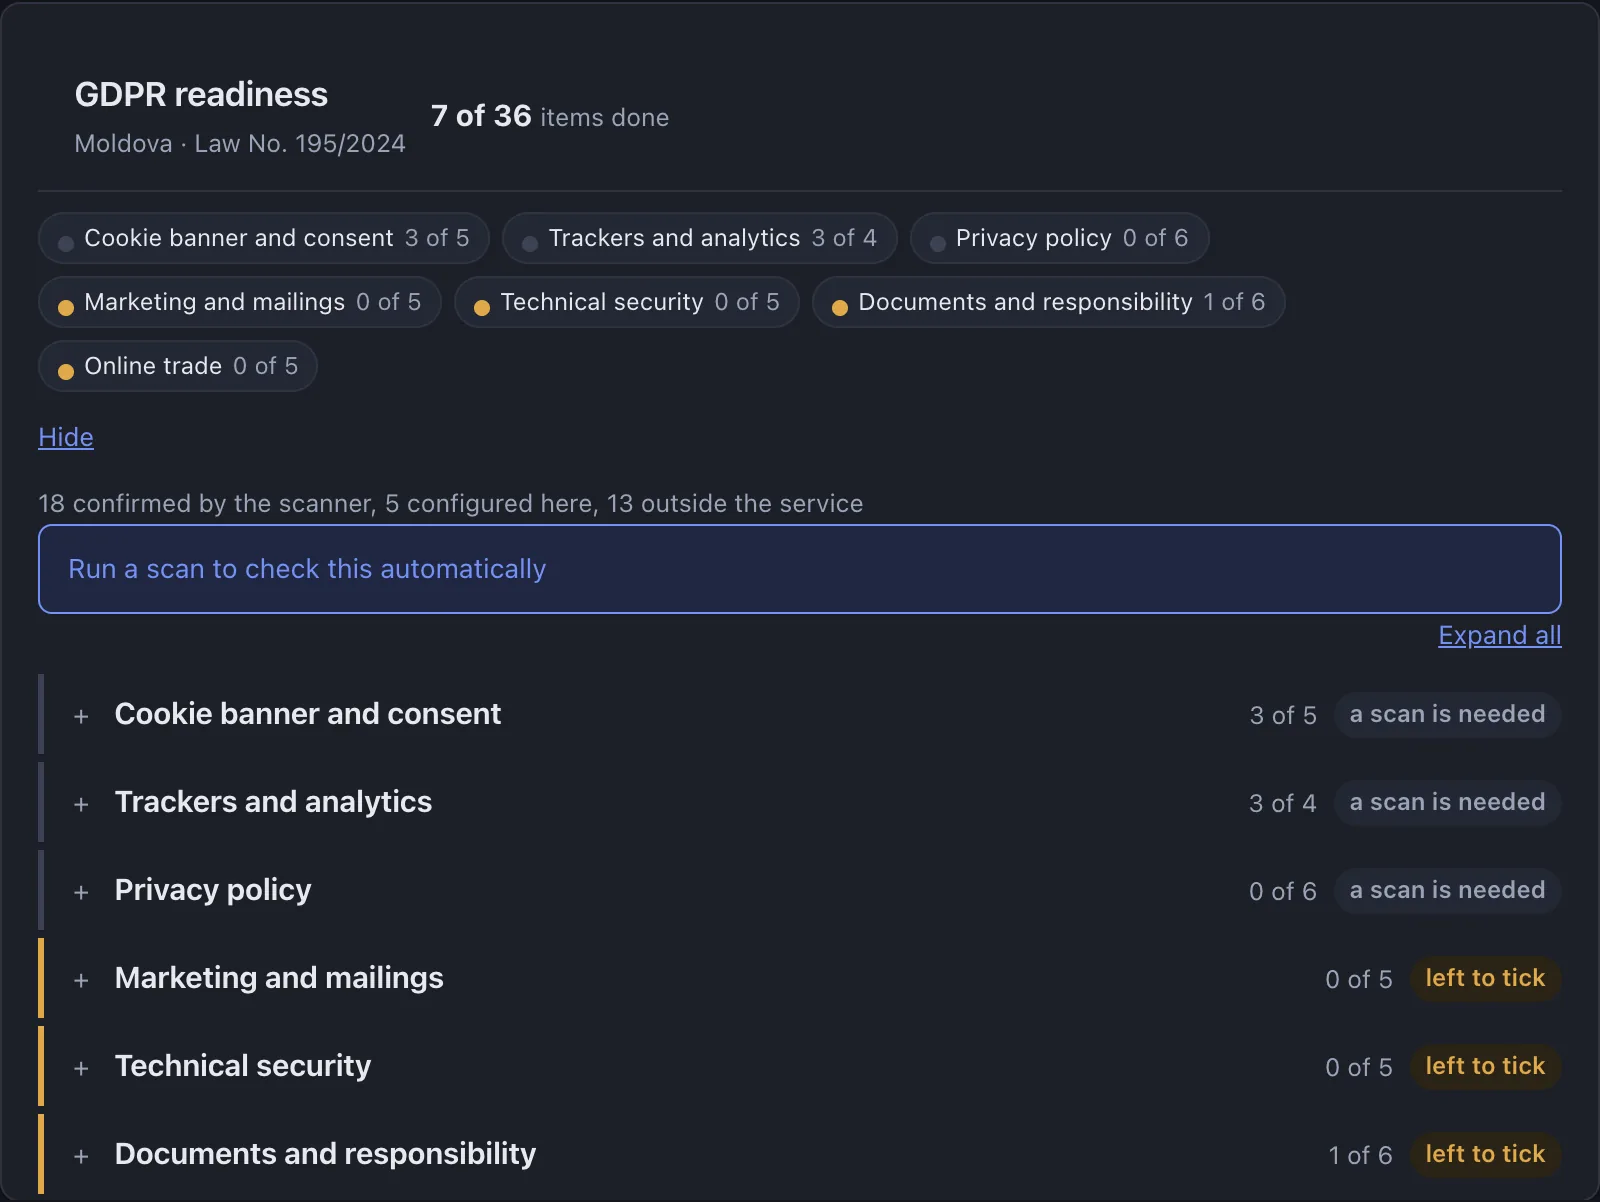 GDPR readiness
7 of 36 items done
Moldova · Law No. 195/2024
Cookie banner and consent 3 of 5
Trackers and analytics 3 of 4
Privacy policy 0 of 6
Marketing and mailings 0 of 5
Technical security 0 of 5
Documents and responsibility 1 of 6
Online trade 0 of 5
Hide
18 confirmed by the scanner, 5 configured here, 13 outside the service
Run a scan to check this automatically
Expand all
+ Cookie banner and consent 3 of 5 a scan is needed
+ Trackers and analytics 3 of 4 a scan is needed
+ Privacy policy 0 of 6 a scan is needed
+ Marketing and mailings 0 of 5 left to tick
+ Technical security 0 of 5 left to tick
+ Documents and responsibility 1 of 6 left to tick